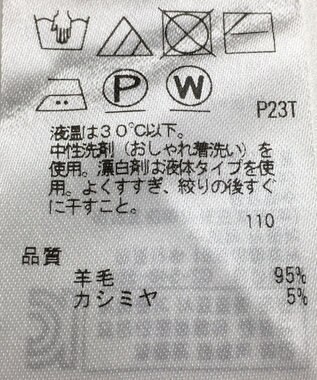 P
W
P23T
液温は30℃以下。
中性洗剤（おしゃれ着洗い）を
使用。漂白剤は液体タイプを使
用。よくすすぎ、絞りの後すぐ
に干すこと。
110
品質
羊毛 95%
カシミヤ 5%